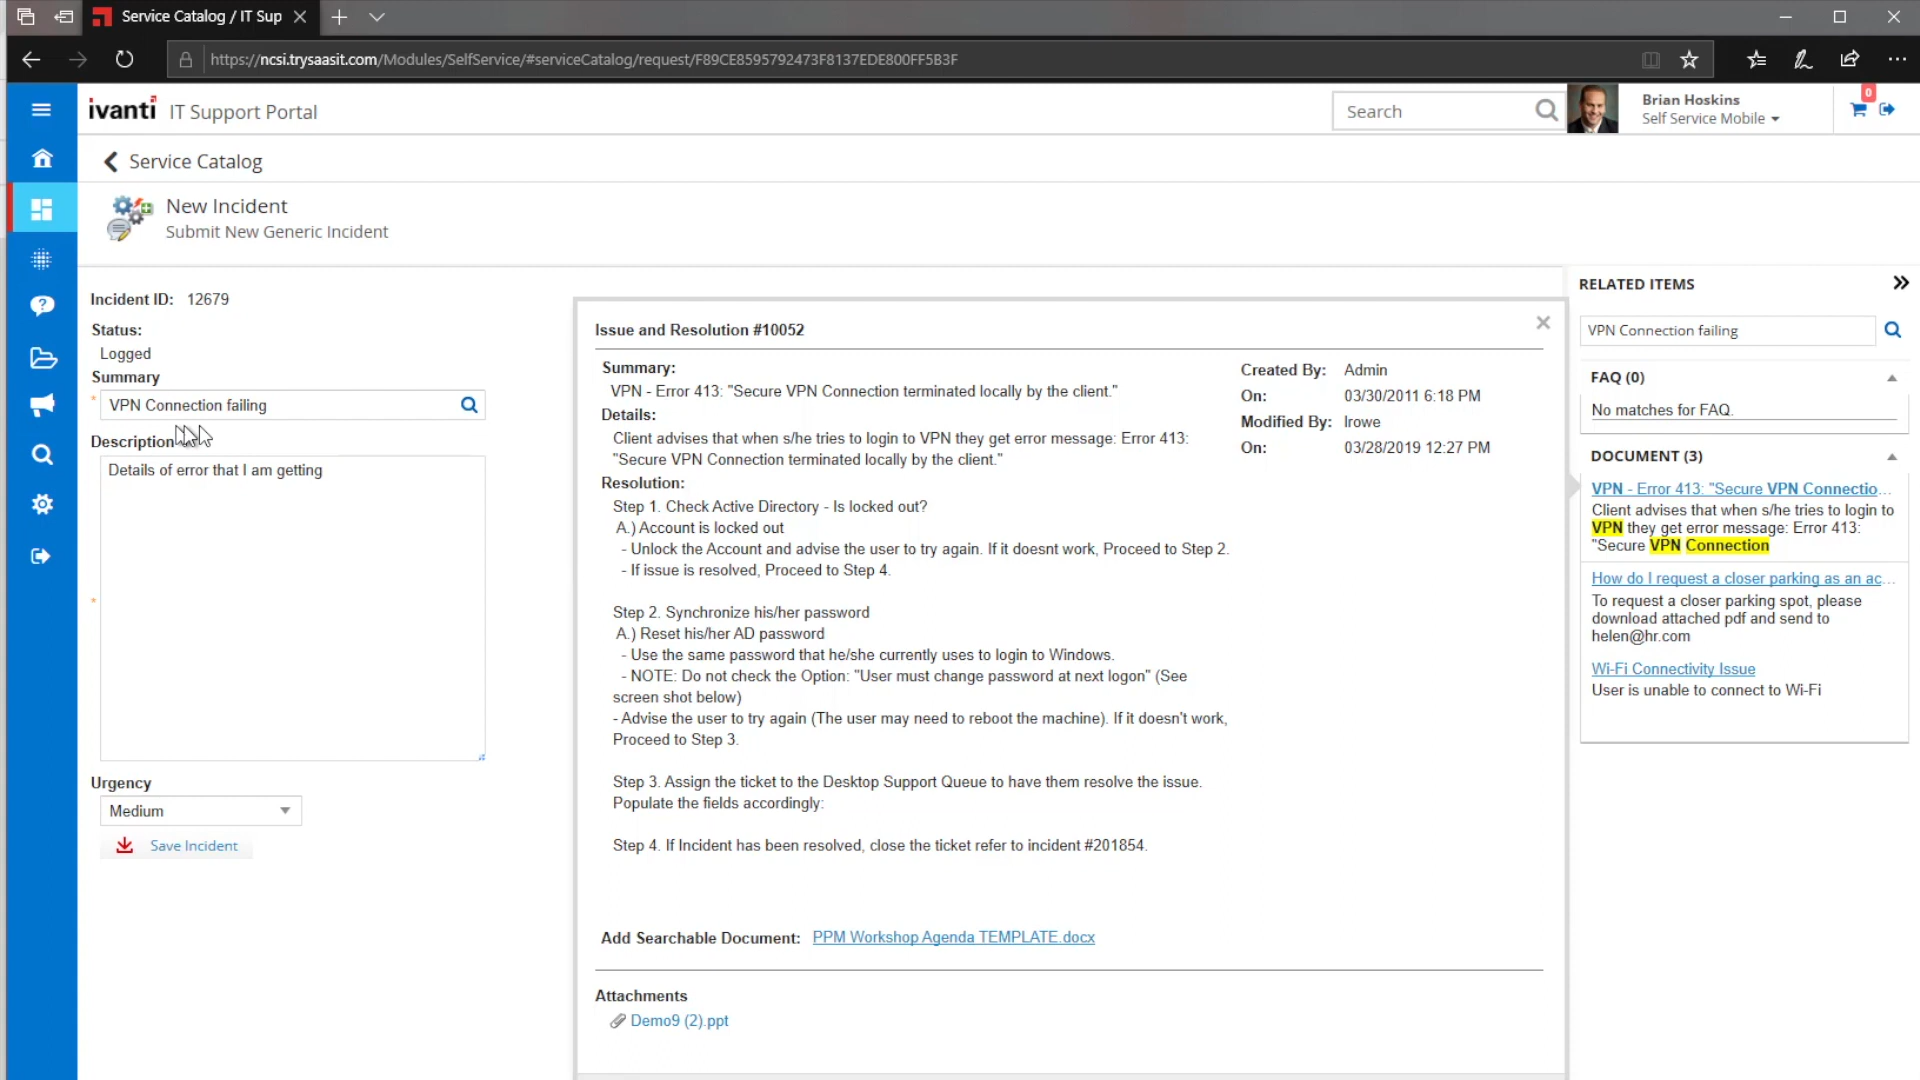 Service Catalog / IT Sup
https://ncsi.trysaasit.com/Modules/SelfService/#serviceCatalog/request/F89CE8595792473F8137EDE800FF5B3F
ivanti IT Support Portal
Search
Brian Hoskins
Self Service Mobile
0
Service Catalog
New Incident
Submit New Generic Incident
Incident ID: 12679
Status:
Logged
Summary
* VPN Connection failing
Description
Details of error that I am getting
*
Urgency
Medium
Save Incident
Issue and Resolution #10052
Summary:
VPN - Error 413: "Secure VPN Connection terminated locally by the client."
Details:
Client advises that when s/he tries to login to VPN they get error message: Error 413:
"Secure VPN Connection terminated locally by the client."
Resolution:
Step 1. Check Active Directory - Is locked out?
A.) Account is locked out
- Unlock the Account and advise the user to try again. If it doesnt work, Proceed to Step 2.
- If issue is resolved, Proceed to Step 4.
Step 2. Synchronize his/her password
A.) Reset his/her AD password
- Use the same password that he/she currently uses to login to Windows.
- NOTE: Do not check the Option: "User must change password at next logon" (See
screen shot below)
- Advise the user to try again (The user may need to reboot the machine). If it doesn't work,
Proceed to Step 3.
Step 3. Assign the ticket to the Desktop Support Queue to have them resolve the issue.
Populate the fields accordingly:
Step 4. If Incident has been resolved, close the ticket refer to incident #201854.
Created By: Admin
On: 03/30/2011 6:18 PM
Modified By: lrowe
On: 03/28/2019 12:27 PM
Add Searchable Document: PPM Workshop Agenda TEMPLATE.docx
Attachments
Demo9 (2).ppt
RELATED ITEMS
VPN Connection failing
FAQ (0)
No matches for FAQ.
DOCUMENT (3)
VPN - Error 413: "Secure VPN Connectio...
Client advises that when s/he tries to login to
VPN they get error message: Error 413:
"Secure VPN Connection
How do I request a closer parking as an ac...
To request a closer parking spot, please
download attached pdf and send to
helen@hr.com
Wi-Fi Connectivity Issue
User is unable to connect to Wi-Fi